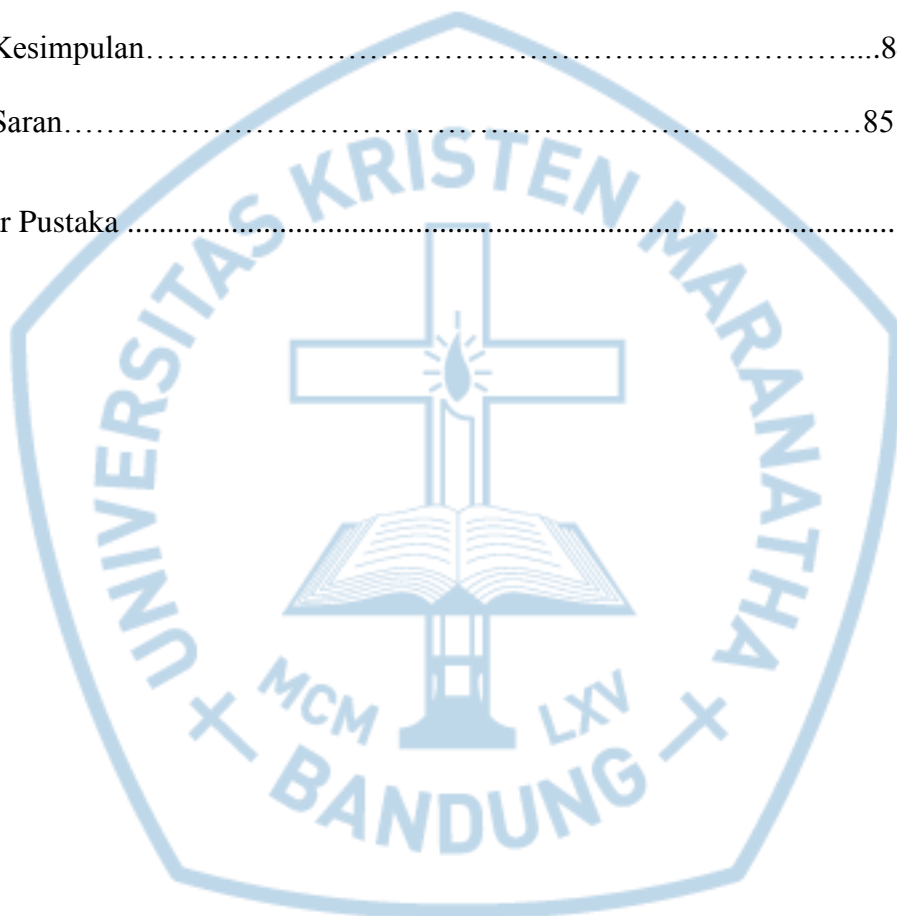 Kesimpulan…………………………………………………………………....8
Saran……………………………………………………………………85
r Pustaka ....................................................................................................
UNIVERSITAS KRISTEN MARANATHA
MCM LXV
BANDUNG